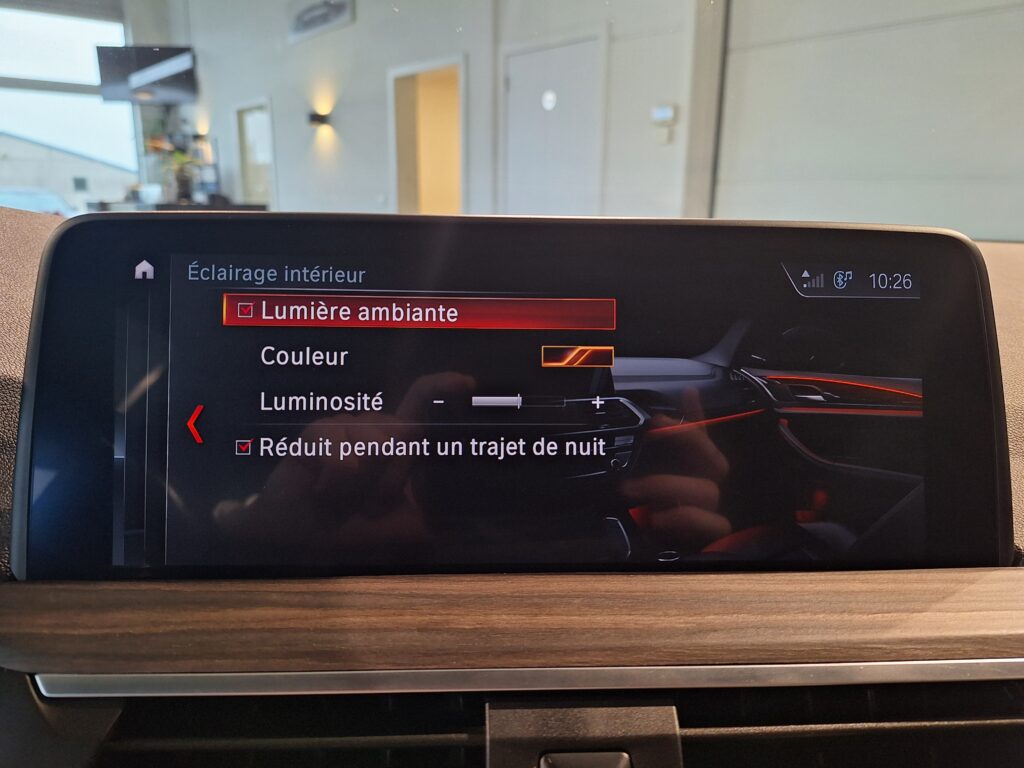 Éclairage intérieur
10:26
Lumière ambiante
Couleur
Luminosité - +
Réduit pendant un trajet de nuit